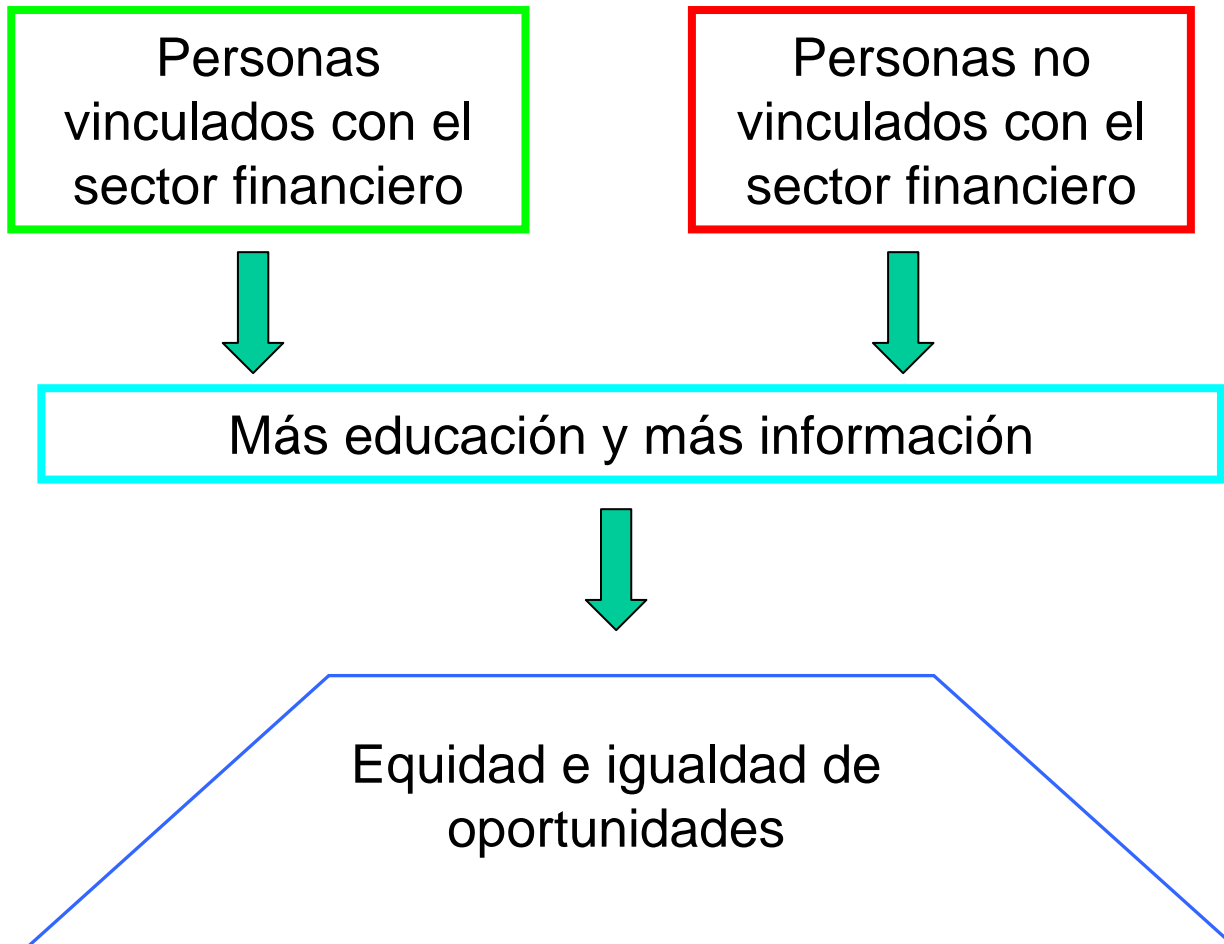 Personas
vinculados con el
sector financiero
Personas no
vinculados con el
sector financiero
Más educación y más información
Equidad e igualdad de
oportunidades